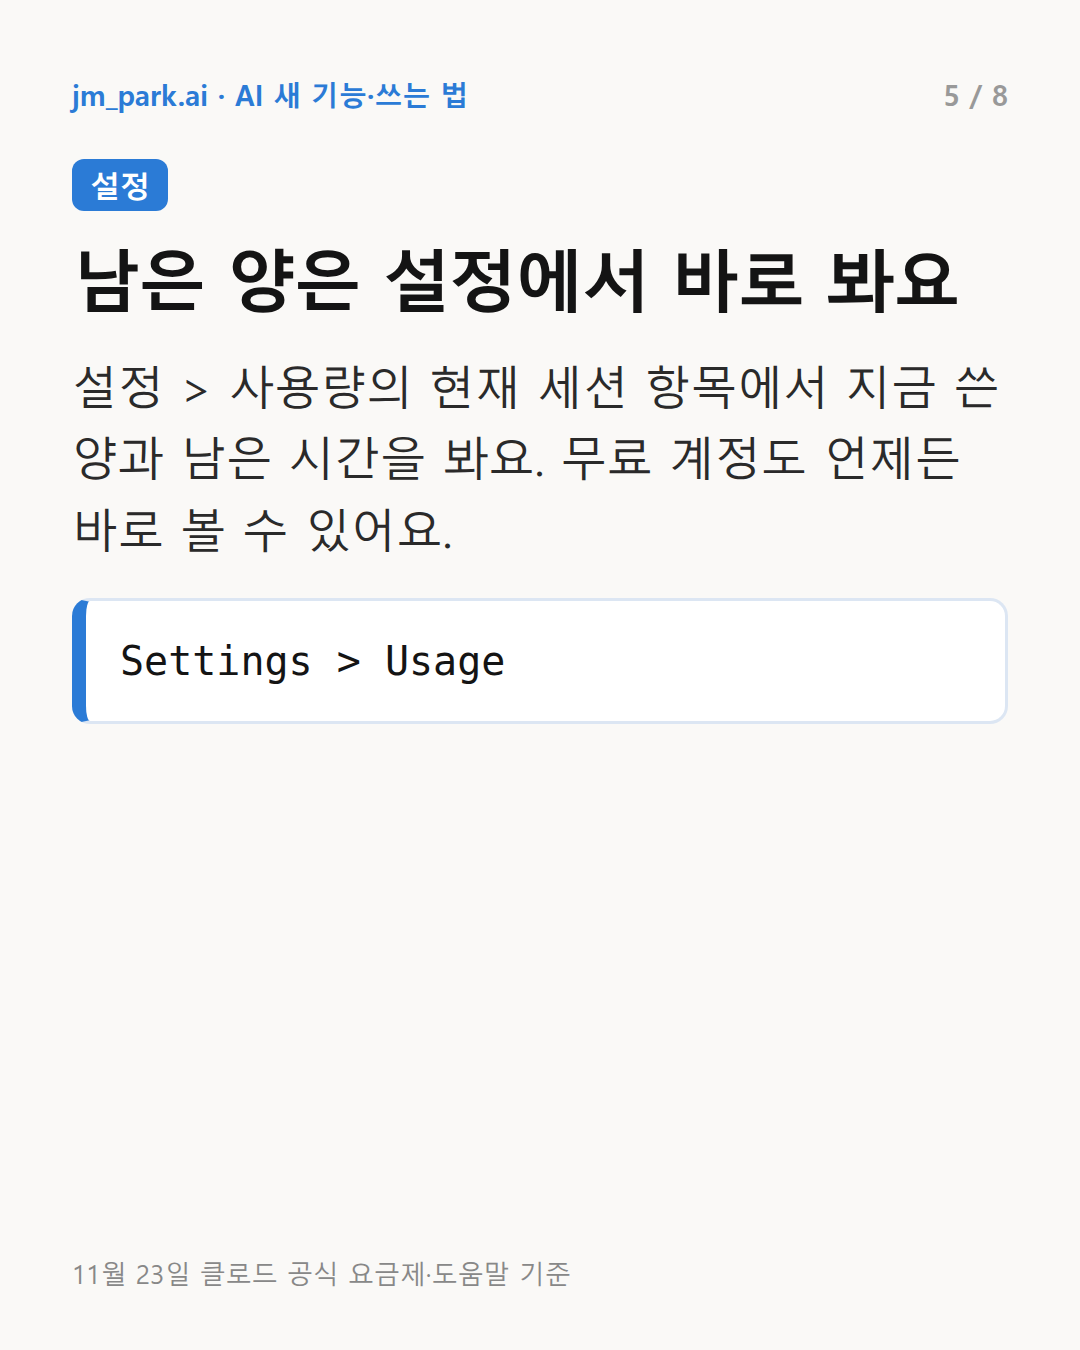 jm_park.ai · AI 새 기능·쓰는 법
5 / 8
설정
남은 양은 설정에서 바로 봐요
설정 > 사용량의 현재 세션 항목에서 지금 쓴
양과 남은 시간을 봐요. 무료 계정도 언제든
바로 볼 수 있어요.
Settings > Usage
11월 23일 클로드 공식 요금제·도움말 기준